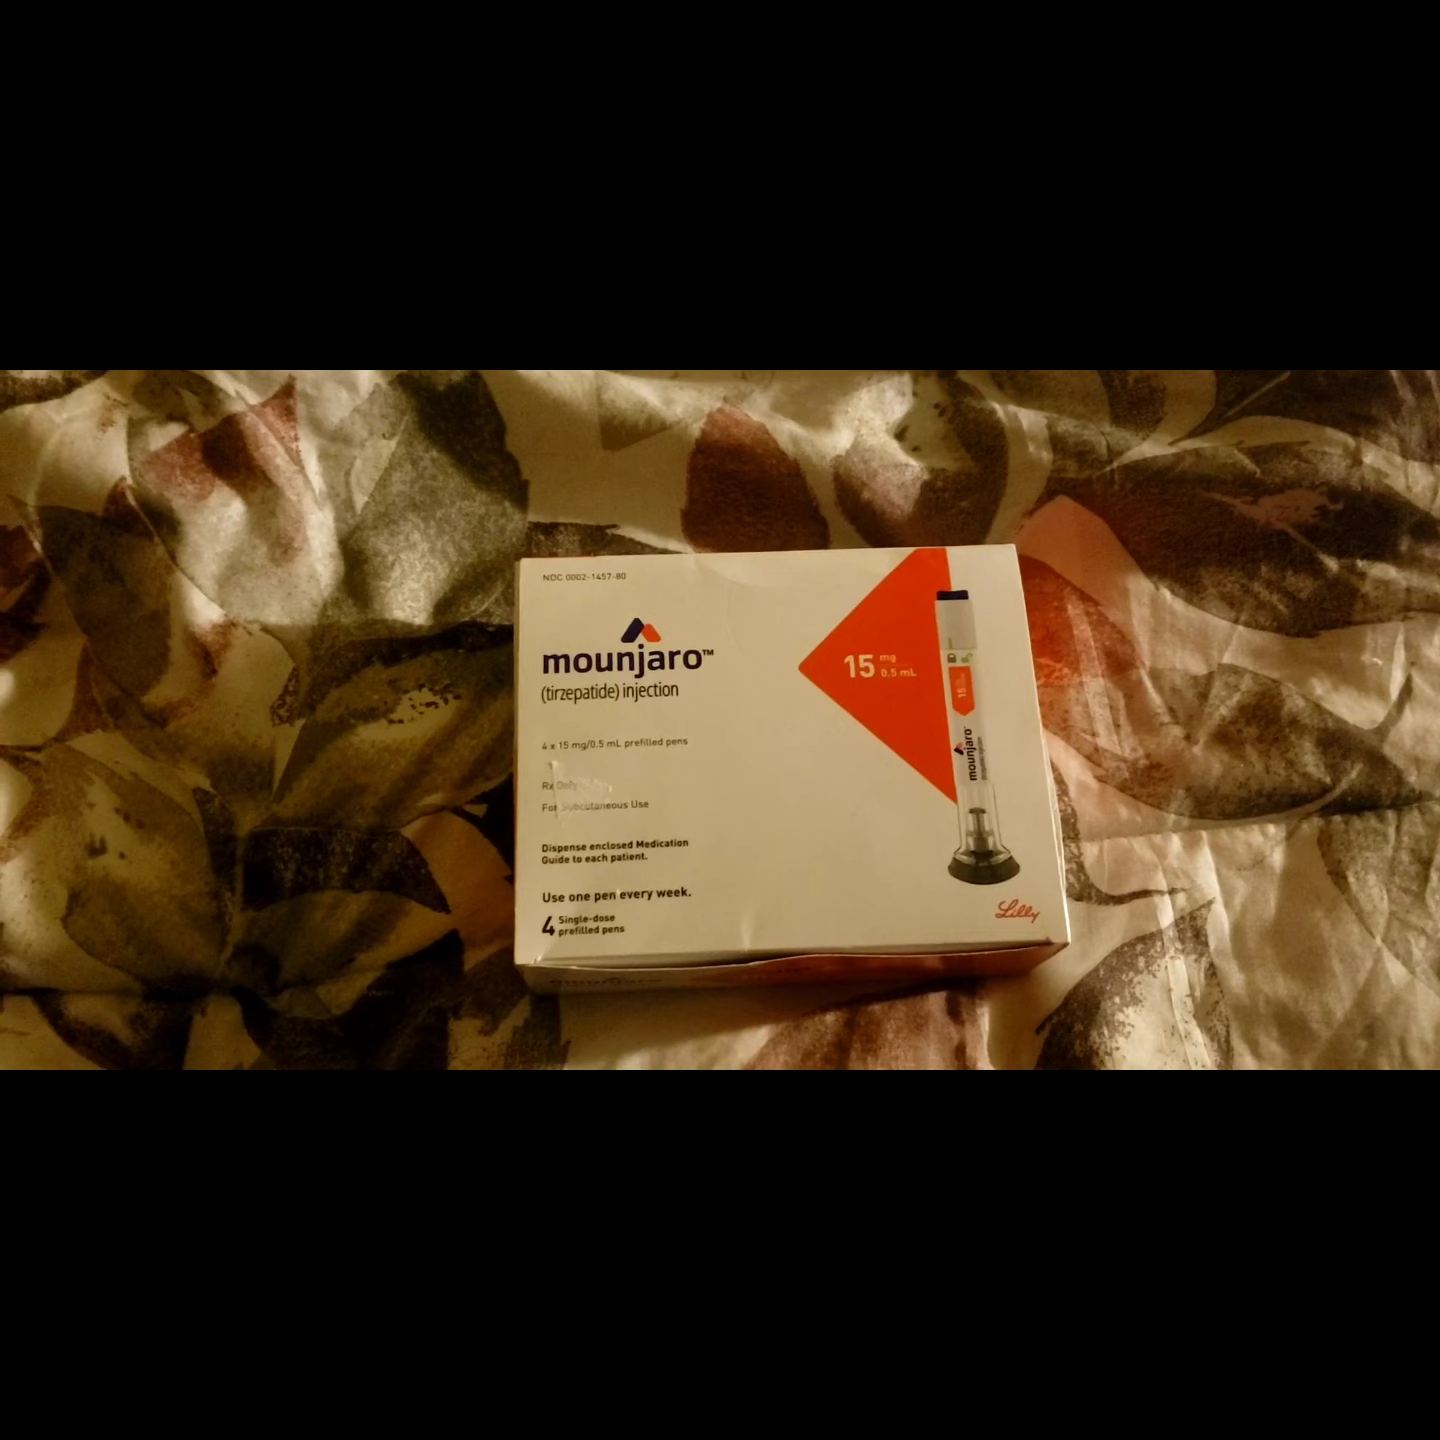 NDC 0002-1457-80
mounjaro™
(tirzepatide) injection
4 x 15 mg/0.5 mL prefilled pens
Rx Only
For Subcutaneous Use
Dispense enclosed Medication
Guide to each patient.
Use one pen every week.
4 Single-dose
prefilled pens
15 mg
0.5 mL
15
mounjaro
Lilly